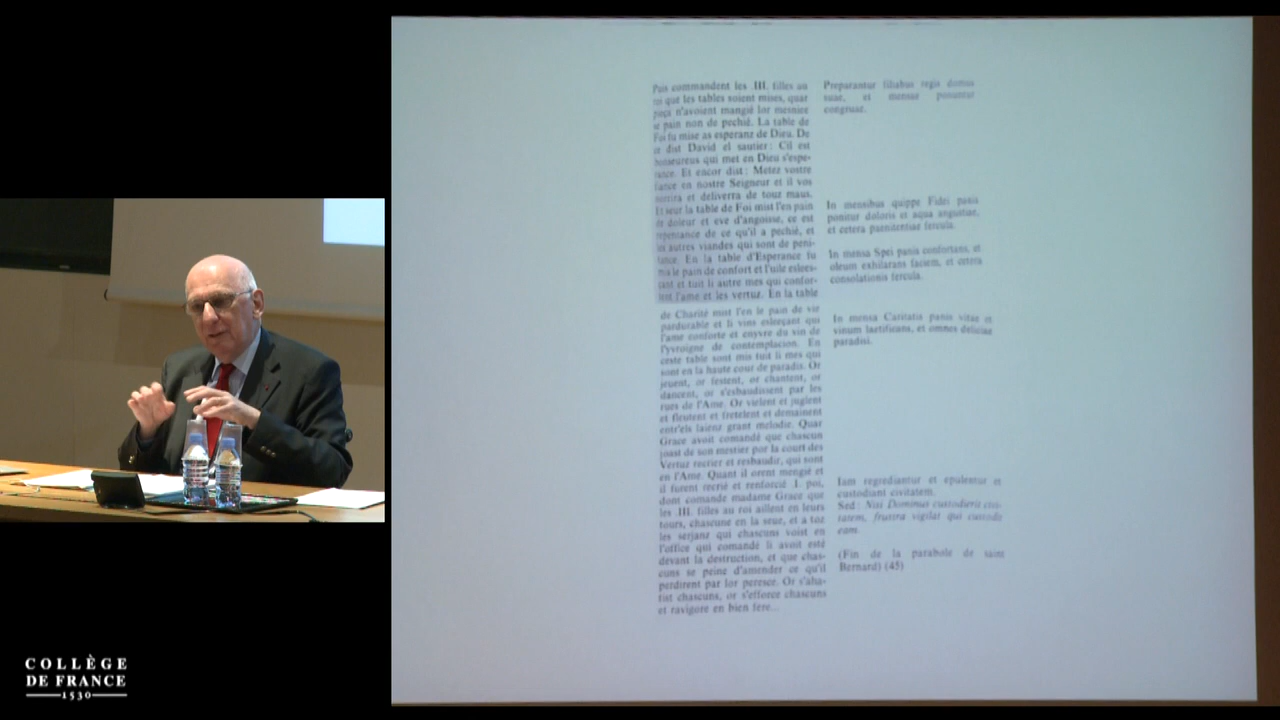 Puis commandent les .III. filles au
roi que les tables soient mises, quar
pieça n'avoient mangié lor mesniee
se pain non de pechié. La table de
Foi fu mise as esperanz de Dieu. De
ce dist David el sautier: Cil est
bonseureus qui met en Dieu s'espe-
rance. Et encor dist: Metez vostre
fiance en nostre Seigneur et il vos
norrira et deliverra de touz maus.
Et seur la table de Foi mist l'en pain
de doleur et eve d'angoisse, ce est
repentance de ce qu'il a pechié, et
les autres viandes qui sont de peni-
tance. En la table d'Esperance fu
mis le pain de confort et l'uile eslees-
cant et tuit li autre mes qui confor-
tent l'ame et les vertuz. En la table
de Charité mist l'en le pain de vie
pardurable et li vins esleeçant qui
l'ame conforte et enyvre du vin de
l'yvroigne de contemplacion. En
ceste table sont mis tuit li mes qui
sont en la haute cour de paradis. Or
jeuent, or festent, or chantent, or
dancent, or s'esbaudissent par les
rues de l'Ame. Or vielent et juglent
et fleutent et fretelent et demainent
entr'els laienz grant melodie. Quar
Grace avoit comandé que chascun
joast de son mestier por la court des
Vertuz recrier et resbaudir, qui sont
en l'Ame. Quant il orent mengié et
il furent recrié et renforcié .I. poi,
dont comande madame Grace que
les .III. filles au roi aillent en leurs
tours, chascune en la seue, et a toz
les serjanz que chascuns voist en
l'office qui comandé li avoit esté
devant la destruction, et que chas-
cuns se peine d'amender ce qu'il
perdirent par lor peresce. Or s'aha-
tist chascuns, or s'efforce chascuns
et ravigore en bien fere...
Preparantur filiabus regis domus
suae, et mensae ponuntur
congruae.
In mensibus quippe Fidei panis
ponitur doloris et aqua angustiae,
et cetera paenitentiae fercula.
In mensa Spei panis confortans, et
oleum exhilarans faciem, et cetera
consolationis fercula.
In mensa Caritatis panis vitae et
vinum laetificans, et omnes deliciae
paradisi.
Iam regrediantur et epulentur et
custodiant civitatem.
Sed: Nisi Dominus custodierit civi-
tatem, frustra vigilat qui custodit
eam.
(Fin de la parabole de saint
Bernard) (45)
COLLÈGE
DE FRANCE
1530